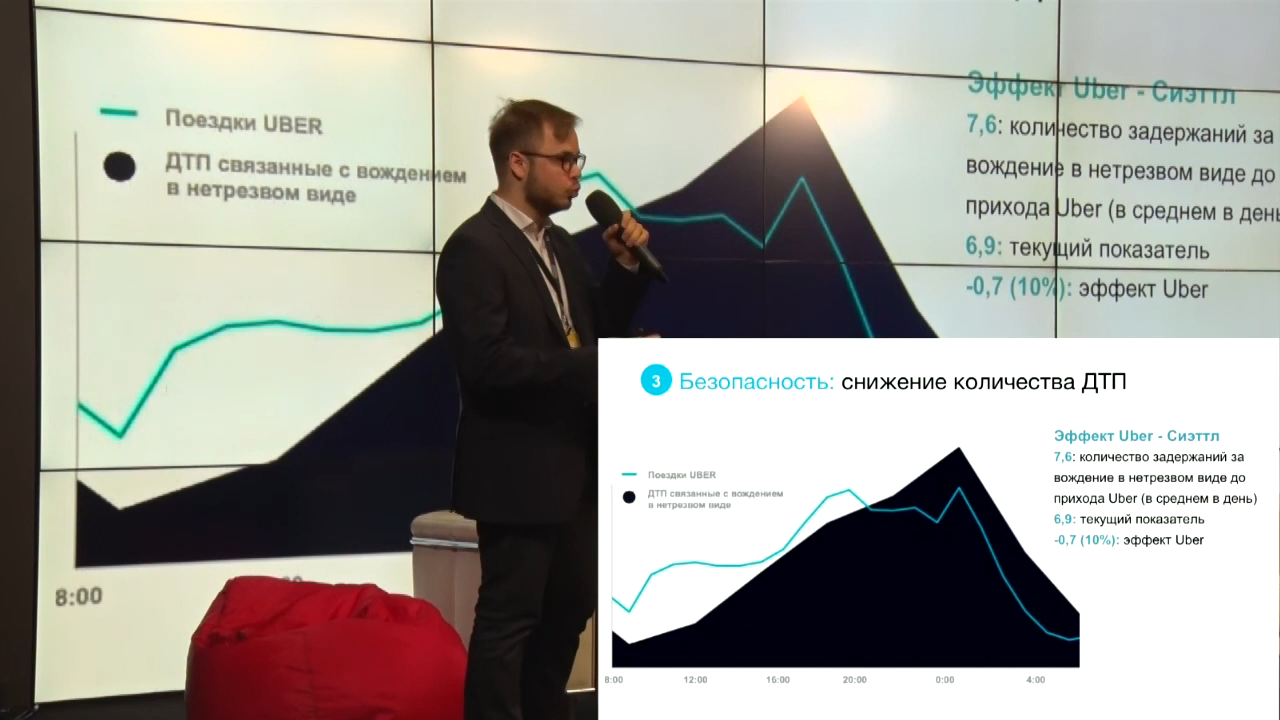 Поездки UBER
ДТП связанные с вождением
в нетрезвом виде
8:00
Эффект Uber - Сиэттл
7,6: количество задержаний за
вождение в нетрезвом виде до
прихода Uber (в среднем в день
6,9: текущий показатель
-0,7 (10%): эффект Uber
3 Безопасность: снижение количества ДТП
Поездки UBER
ДТП связанные с вождением
в нетрезвом виде
Эффект Uber - Сиэттл
7,6: количество задержаний за
вождение в нетрезвом виде до
прихода Uber (в среднем в день)
6,9: текущий показатель
-0,7 (10%): эффект Uber
8:00 12:00 16:00 20:00 0:00 4:00